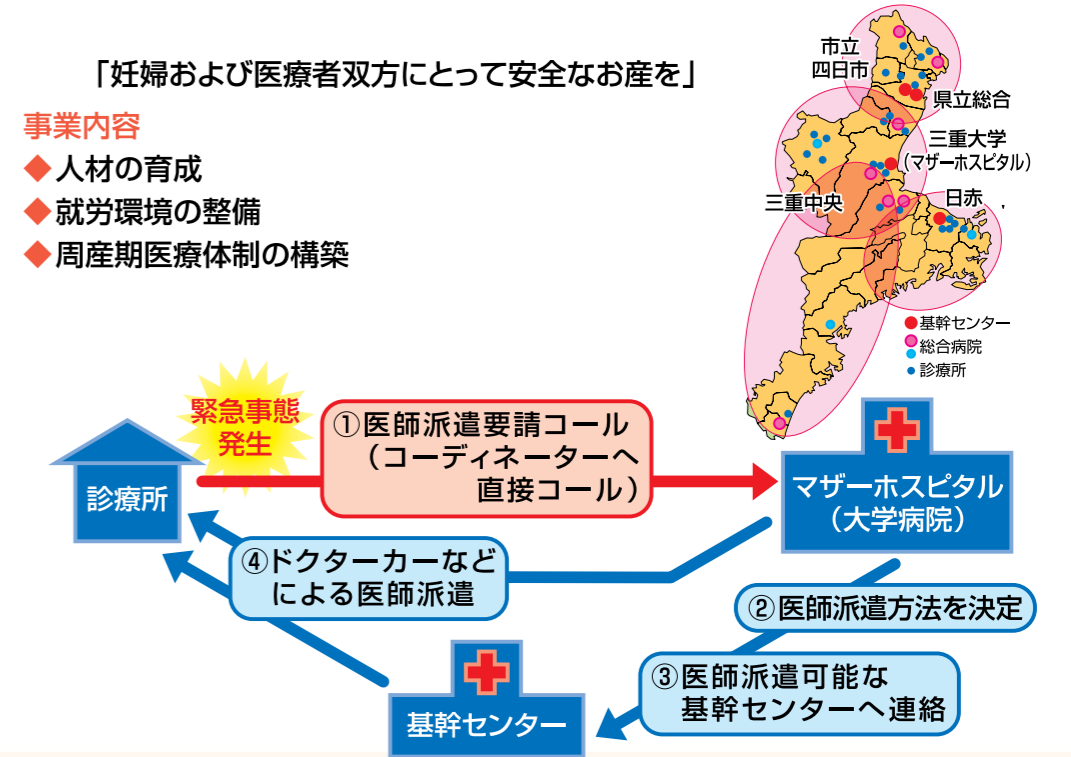 「妊婦および医療者双方にとって安全なお産を」
事業内容
◆人材の育成
◆就労環境の整備
◆周産期医療体制の構築
市立
四日市
県立総合
三重大学
（マザーホスピタル）
三重中央
日赤
基幹センター
総合病院
診療所
緊急事態
発生
①医師派遣要請コール
（コーディネーターへ
直接コール）
診療所
マザーホスピタル
（大学病院）
④ドクターカーなど
による医師派遣
②医師派遣方法を決定
③医師派遣可能な
基幹センターへ連絡
基幹センター